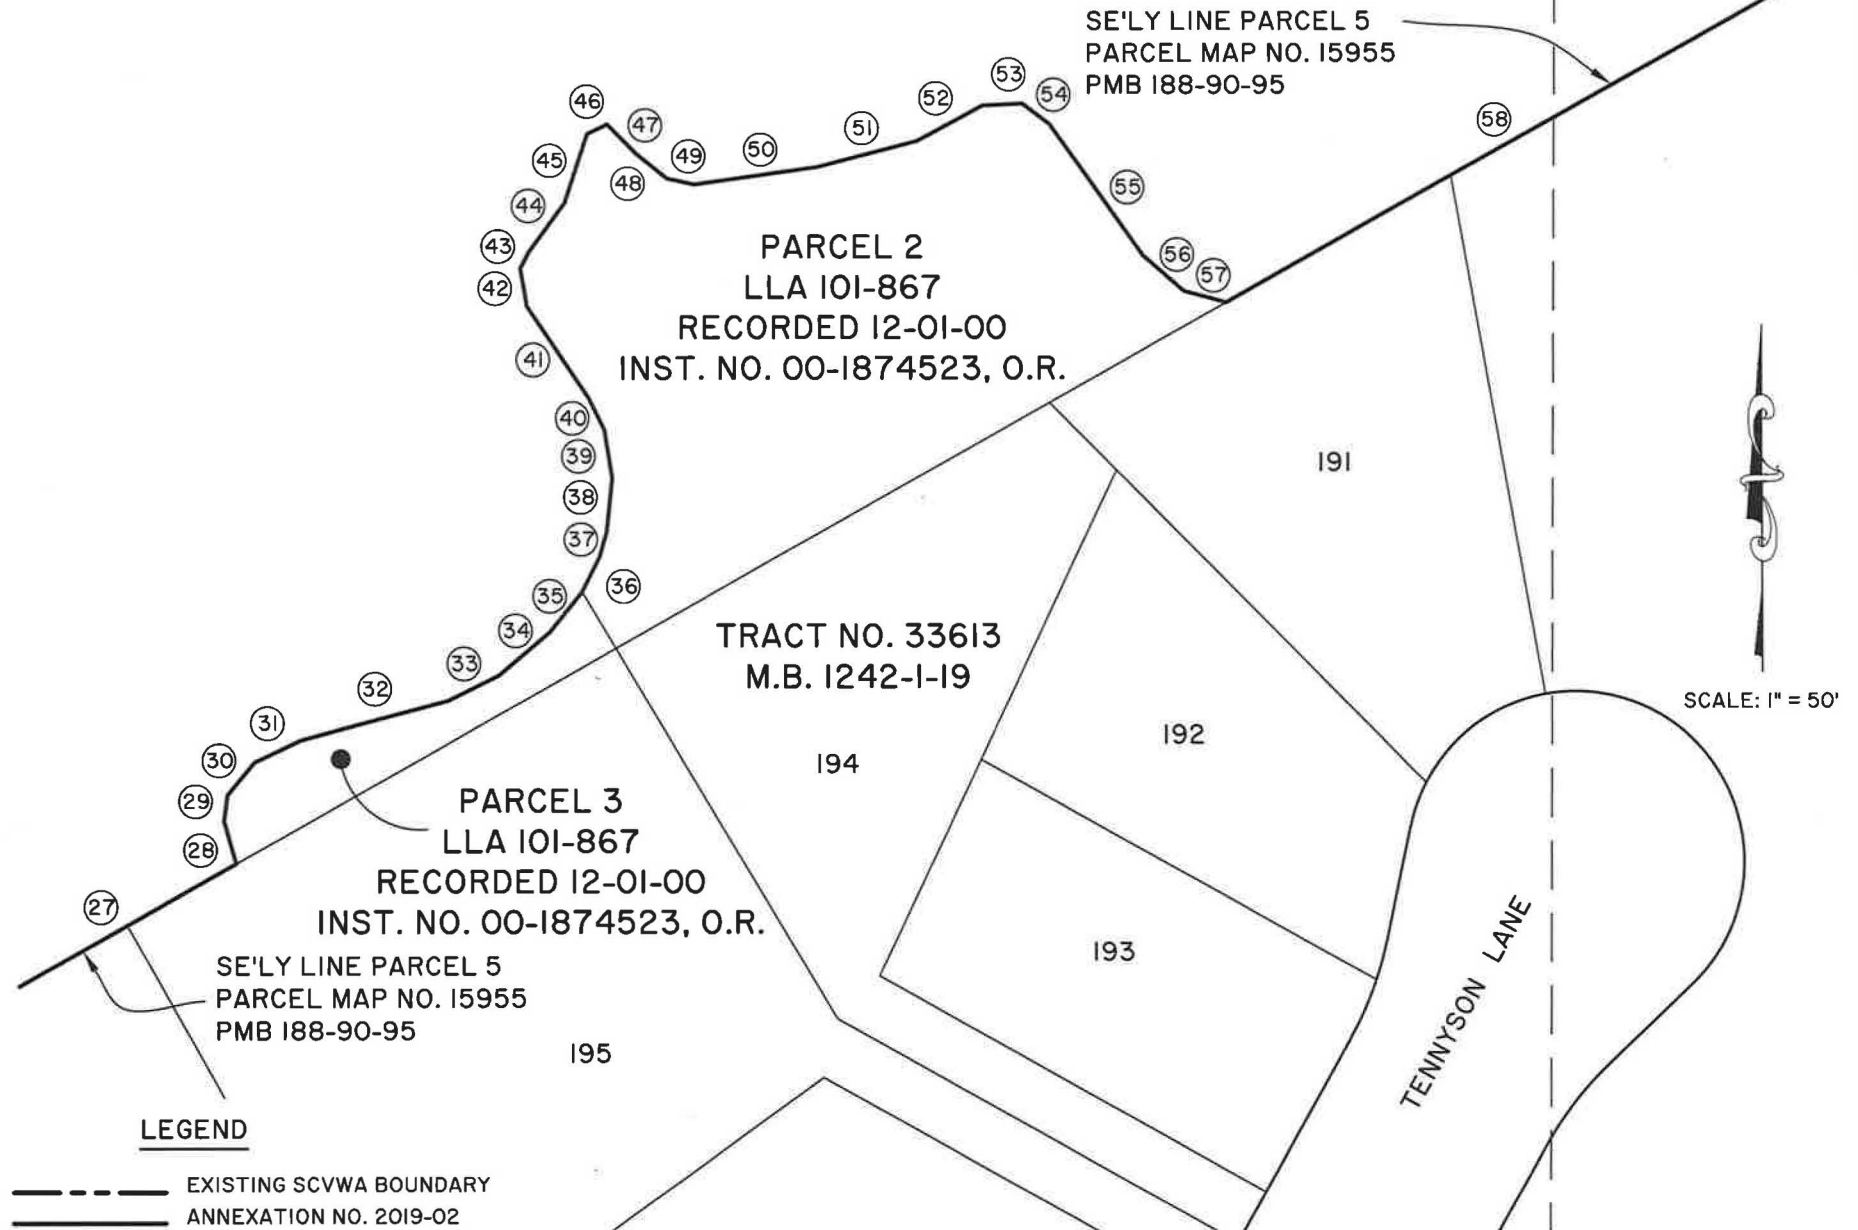 SE'LY LINE PARCEL 5
PARCEL MAP NO. 15955
PMB 188-90-95
53
54
52
46
47
51
58
50
49
45
48
55
44
43
42
56
57
PARCEL 2
LLA 101-867
RECORDED 12-01-00
INST. NO. 00-1874523, O.R.
41
40
39
38
37
36
35
34
33
32
31
30
29
28
27
191
TRACT NO. 33613
M.B. 1242-1-19
SCALE: 1" = 50'
192
194
193
195
PARCEL 3
LLA 101-867
RECORDED 12-01-00
INST. NO. 00-1874523, O.R.
SE'LY LINE PARCEL 5
PARCEL MAP NO. 15955
PMB 188-90-95
TENNYSON LANE
LEGEND
EXISTING SCVWA BOUNDARY
ANNEXATION NO. 2019-02